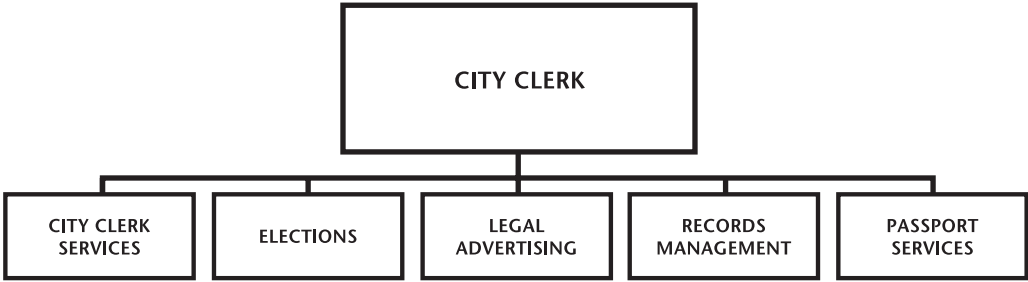 CITY CLERK
CITY CLERK
SERVICES
ELECTIONS
LEGAL
ADVERTISING
RECORDS
MANAGEMENT
PASSPORT
SERVICES